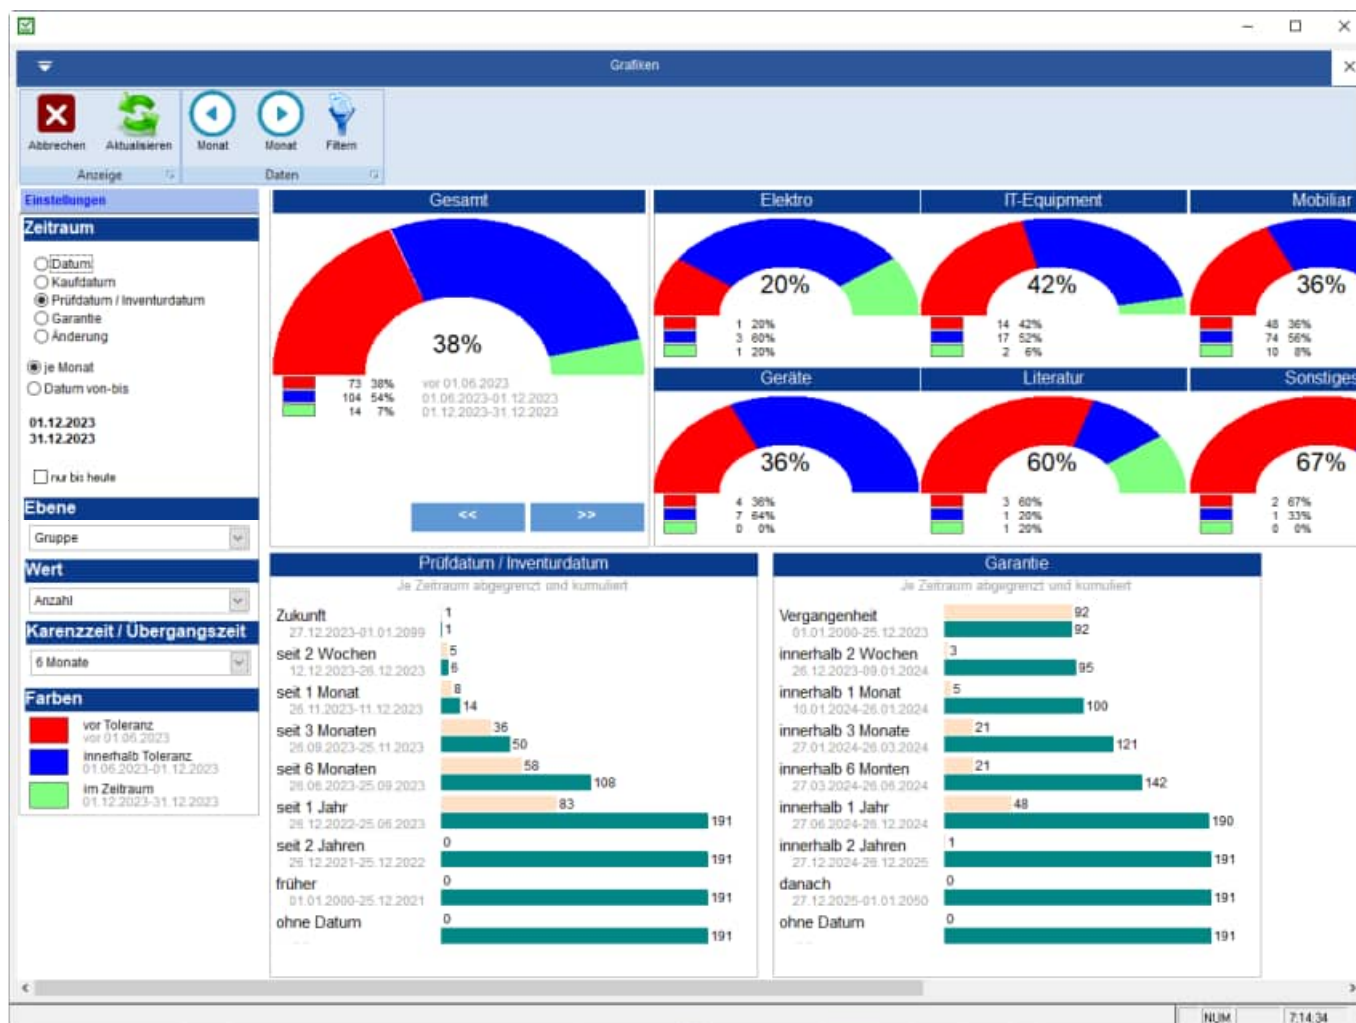 Grafiken
Abbrechen Aktualisieren Monat Monat Filtern
Anzeige Daten
Einstellungen
Zeitraum
Datum
Kaufdatum
Prüfdatum / Inventurdatum
Garantie
Änderung
je Monat
Datum von-bis
01.12.2023
31.12.2023
nur bis heute
Ebene
Gruppe
Wert
Anzahl
Karenzzeit / Übergangszeit
6 Monate
Farben
vor Toleranz
vor 01.06.2023
innerhalb Toleranz
01.06.2023-01.12.2023
im Zeitraum
01.12.2023-31.12.2023
Gesamt
38%
73 38% vor 01.06.2023
104 54% 01.06.2023-01.12.2023
14 7% 01.12.2023-31.12.2023
<< >>
Elektro
20%
1 20%
3 60%
1 20%
IT-Equipment
42%
14 42%
17 52%
2 6%
Mobiliar
36%
48 36%
74 56%
10 8%
Geräte
36%
4 36%
7 64%
0 0%
Literatur
60%
3 60%
1 20%
1 20%
Sonstiges
67%
2 67%
1 33%
0 0%
Prüfdatum / Inventurdatum
Je Zeitraum abgegrenzt und kumuliert
Zukunft 1
27.12.2023-01.01.2099 1
seit 2 Wochen 5
12.12.2023-26.12.2023 6
seit 1 Monat 8
26.11.2023-11.12.2023 14
seit 3 Monaten 36
26.09.2023-25.11.2023 50
seit 6 Monaten 58
26.06.2023-25.09.2023 108
seit 1 Jahr 83
26.12.2022-25.06.2023 191
seit 2 Jahren 0
26.12.2021-25.12.2022 191
früher 0
01.01.2000-25.12.2021 191
ohne Datum 0
191
Garantie
Je Zeitraum abgegrenzt und kumuliert
Vergangenheit 92
01.01.2000-25.12.2023 92
innerhalb 2 Wochen 3
26.12.2023-09.01.2024 95
innerhalb 1 Monat 5
10.01.2024-26.01.2024 100
innerhalb 3 Monate 21
27.01.2024-26.03.2024 121
innerhalb 6 Monten 21
27.03.2024-26.06.2024 142
innerhalb 1 Jahr 48
27.06.2024-26.12.2024 190
innerhalb 2 Jahren 1
27.12.2024-26.12.2025 191
danach 0
27.12.2025-01.01.2050 191
ohne Datum 0
191
NUM 7:14:34